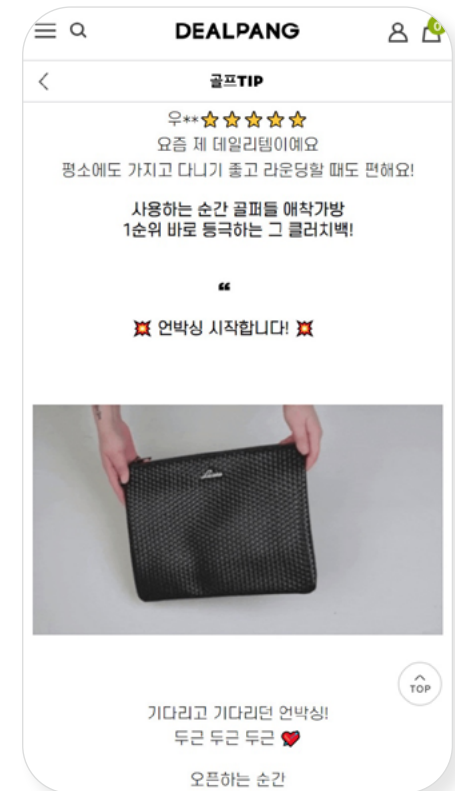 DEALPANG
0
골프TIP
우**⭐⭐⭐⭐⭐
요즘 제 데일리템이예요
평소에도 가지고 다니기 좋고 라운딩할 때도 편해요!
사용하는 순간 골퍼들 애착가방
1순위 바로 등극하는 그 클러치백!
“
💥 언박싱 시작합니다! 💥
TOP
기다리고 기다리던 언박싱!
두근 두근 두근 💘
오픈하는 순간